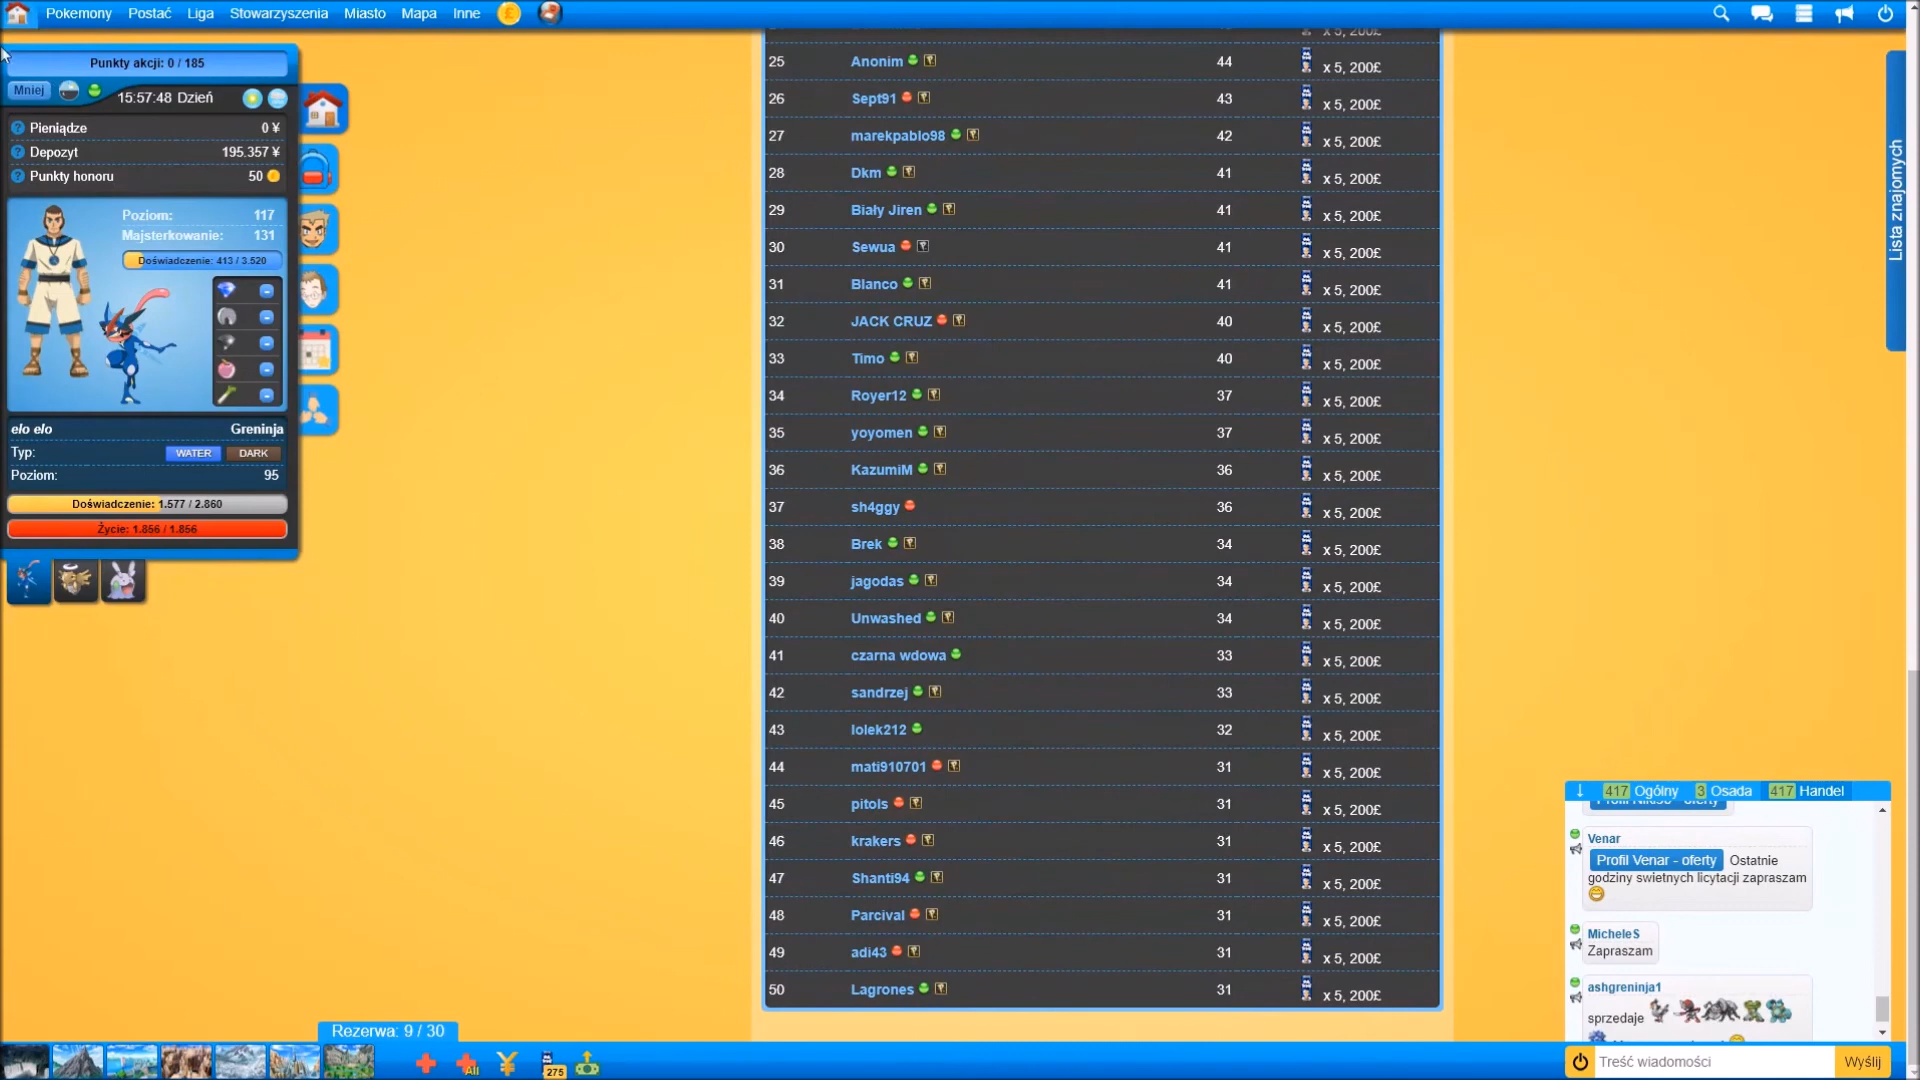 Pokemony Postać Liga Stowarzyszenia Miasto Mapa Inne
Punkty akcji: 0 / 185
Mniej 15:57:48 Dzień
Pieniądze 0 ¥
Depozyt 195.357 ¥
Punkty honoru 50
Poziom: 117
Majsterkowanie: 131
Doświadczenie: 413 / 3.520
elo elo Greninja
Typ: WATER DARK
Poziom: 95
Doświadczenie: 1.577 / 2.860
Życie: 1.856 / 1.856
x 5, 200£
25 Anonim 44 x 5, 200£
26 Sept91 43 x 5, 200£
27 marekpablo98 42 x 5, 200£
28 Dkm 41 x 5, 200£
29 Biały Jiren 41 x 5, 200£
30 Sewua 41 x 5, 200£
31 Blanco 41 x 5, 200£
32 JACK CRUZ 40 x 5, 200£
33 Timo 40 x 5, 200£
34 Royer12 37 x 5, 200£
35 yoyomen 37 x 5, 200£
36 KazumiM 36 x 5, 200£
37 sh4ggy 36 x 5, 200£
38 Brek 34 x 5, 200£
39 jagodas 34 x 5, 200£
40 Unwashed 34 x 5, 200£
41 czarna wdowa 33 x 5, 200£
42 sandrzej 33 x 5, 200£
43 lolek212 32 x 5, 200£
44 mati910701 31 x 5, 200£
45 pitols 31 x 5, 200£
46 krakers 31 x 5, 200£
47 Shanti94 31 x 5, 200£
48 Parcival 31 x 5, 200£
49 adi43 31 x 5, 200£
50 Lagrones 31 x 5, 200£
Lista znajomych
417 Ogólny 3 Osada 417 Handel
Venar
Profil Venar - oferty Ostatnie
godziny swietnych licytacji zapraszam
MicheleS
Zapraszam
ashgreninja1
sprzedaje
Treść wiadomości Wyślij
Rezerwa: 9 / 30
All
275